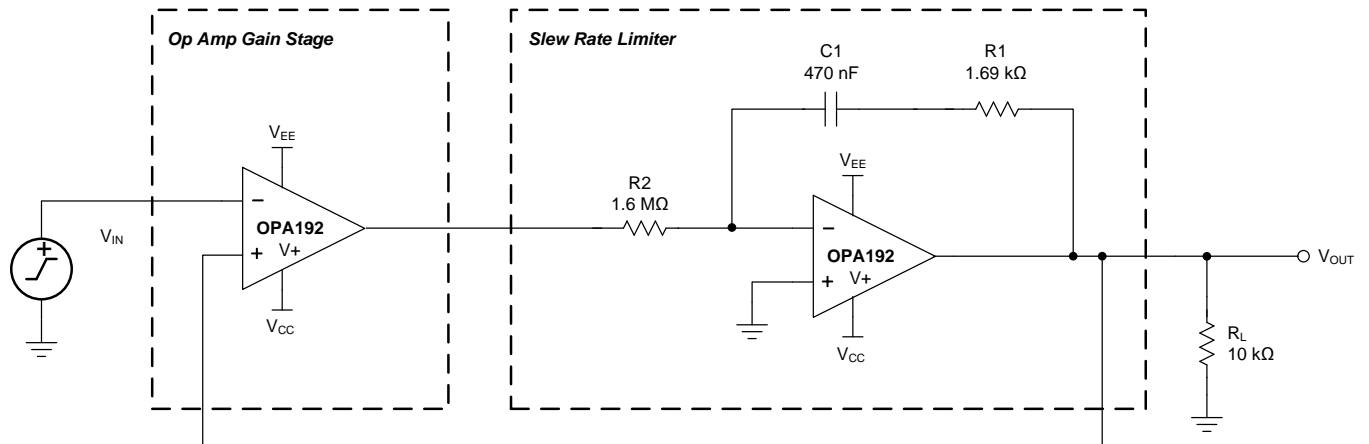 Op Amp Gain Stage
Slew Rate Limiter
C1
470 nF
R1
1.69 kΩ
VEE
VEE
R2
1.6 MΩ
–
OPA192
+
V+
VIN
+
VCC
–
OPA192
+
V+
VCC
VOUT
RL
10 kΩ